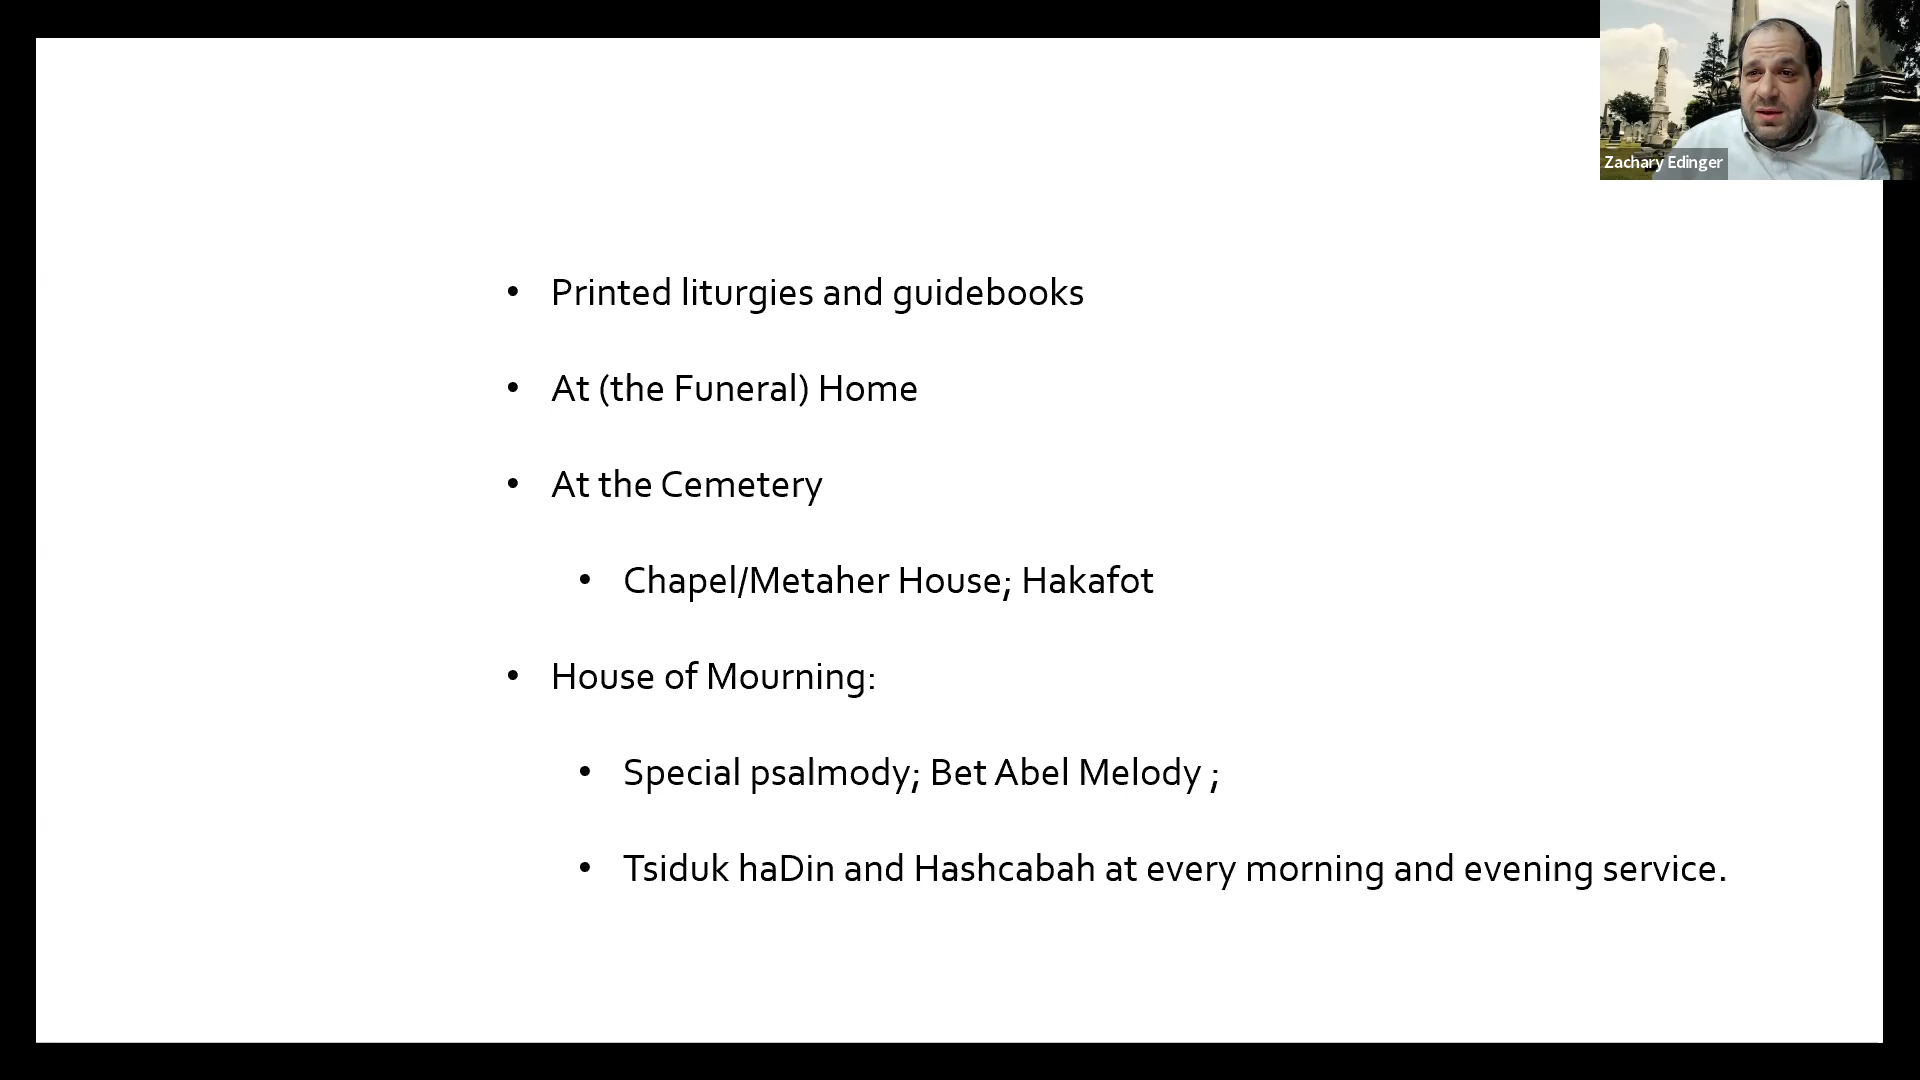 Zachary Edinger
• Printed liturgies and guidebooks
• At (the Funeral) Home
• At the Cemetery
• Chapel/Metaher House; Hakafot
• House of Mourning:
• Special psalmody; Bet Abel Melody ;
• Tsiduk haDin and Hashcabah at every morning and evening service.